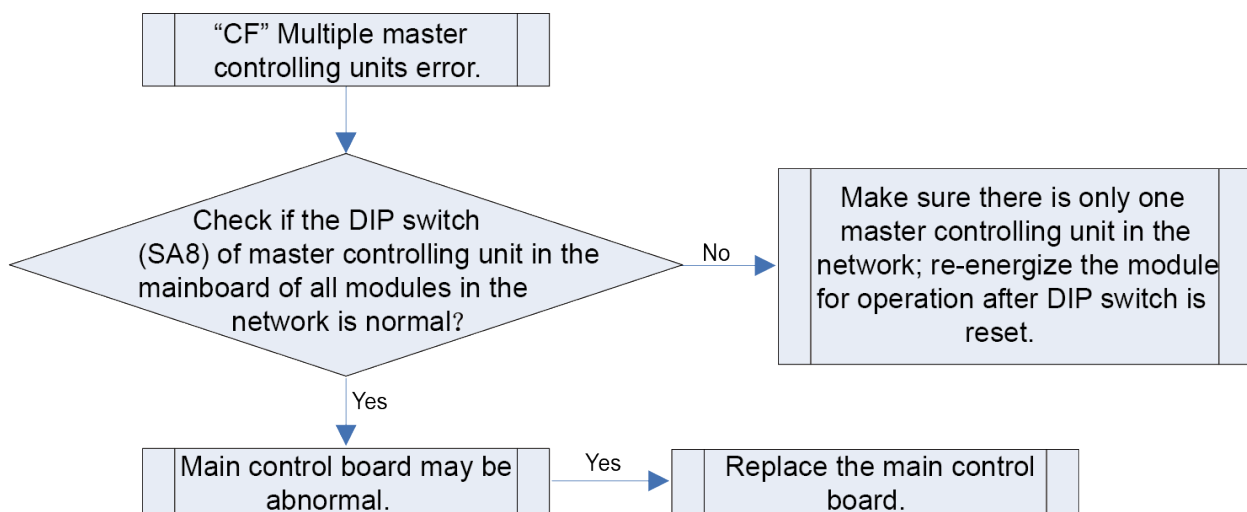 “CF” Multiple master
controlling units error.
Check if the DIP switch
(SA8) of master controlling unit in the
mainboard of all modules in the
network is normal?
No
Make sure there is only one
master controlling unit in the
network; re-energize the module
for operation after DIP switch is
reset.
Yes
Main control board may be
abnormal.
Yes
Replace the main control
board.